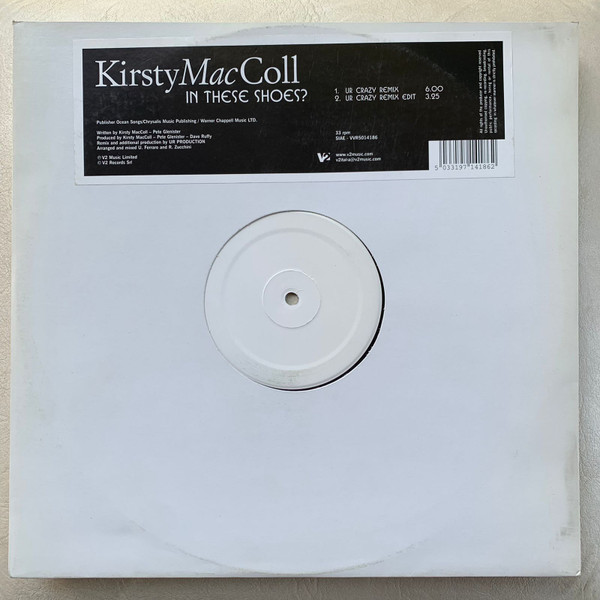 Kirsty MacColl
IN THESE SHOES?
1. UR CRAZY REMIX 6.00
2. UR CRAZY REMIX EDIT 3.25
Publisher Ocean Songs/Chrysalis Music Publishing / Warner Chappell Music LTD.
Written by Kirsty MacColl – Pete Glenister
Produced by Kirsty MacColl – Pete Glenister – Dave Ruffy
Remix and additional production by UR PRODUCTION
Arranged and mixed U. Ferraro and R. Zucchini
℗ V2 Music Limited
© V2 Records Srl
33 rpm
SIAE - VVR5014186
V2
www.v2music.com
v2italia@v2music.com
5 033197 141862